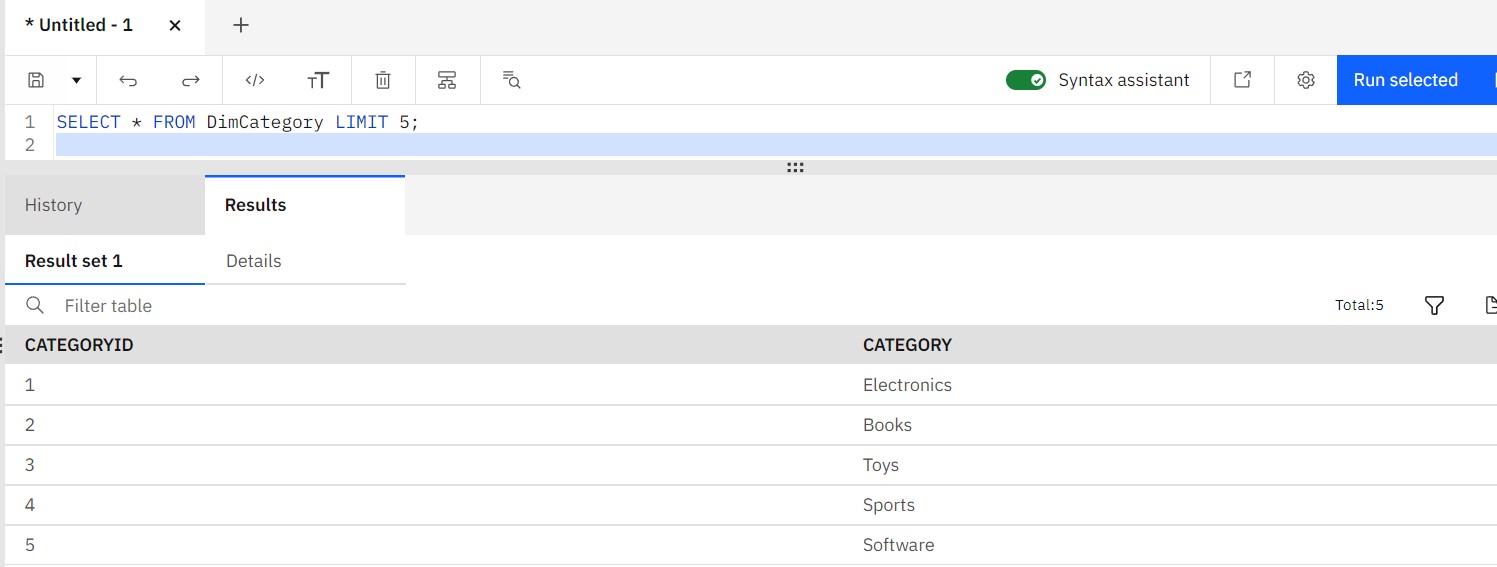 * Untitled - 1
Syntax assistant
Run selected
1 SELECT * FROM DimCategory LIMIT 5;
2
History Results
Result set 1 Details
Filter table Total:5
CATEGORYID CATEGORY
1 Electronics
2 Books
3 Toys
4 Sports
5 Software